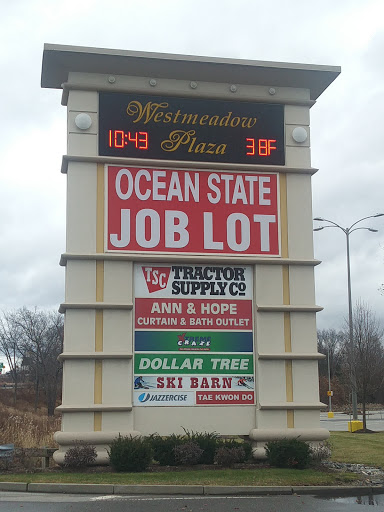 Westmeadow
10:43 Plaza 38F
OCEAN STATE
JOB LOT
TSC TRACTOR
SUPPLY CO
ANN & HOPE
CURTAIN & BATH OUTLET
CRAZE
DOLLAR TREE
SKI BARN
JAZZERCISE TAE KWON DO